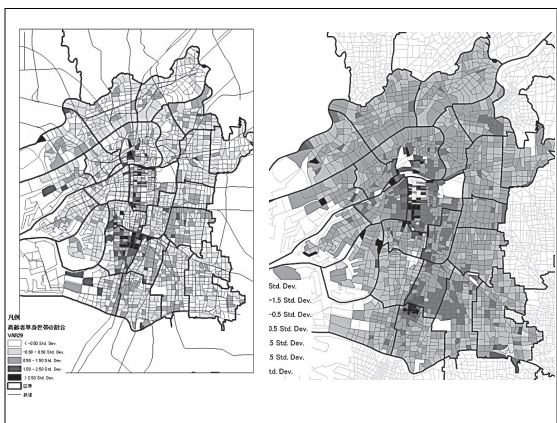 凡例
高齢者単身世帯の割合
VAR29
< -0.50 Std. Dev.
-0.50 - 0.50 Std. Dev.
0.50 - 1.50 Std. Dev.
1.50 - 2.50 Std. Dev.
> 2.50 Std. Dev.
区界
鉄道
Std. Dev.
-1.5 Std. Dev.
-0.5 Std. Dev.
0.5 Std. Dev.
.5 Std. Dev.
.5 Std. Dev.
td. Dev.